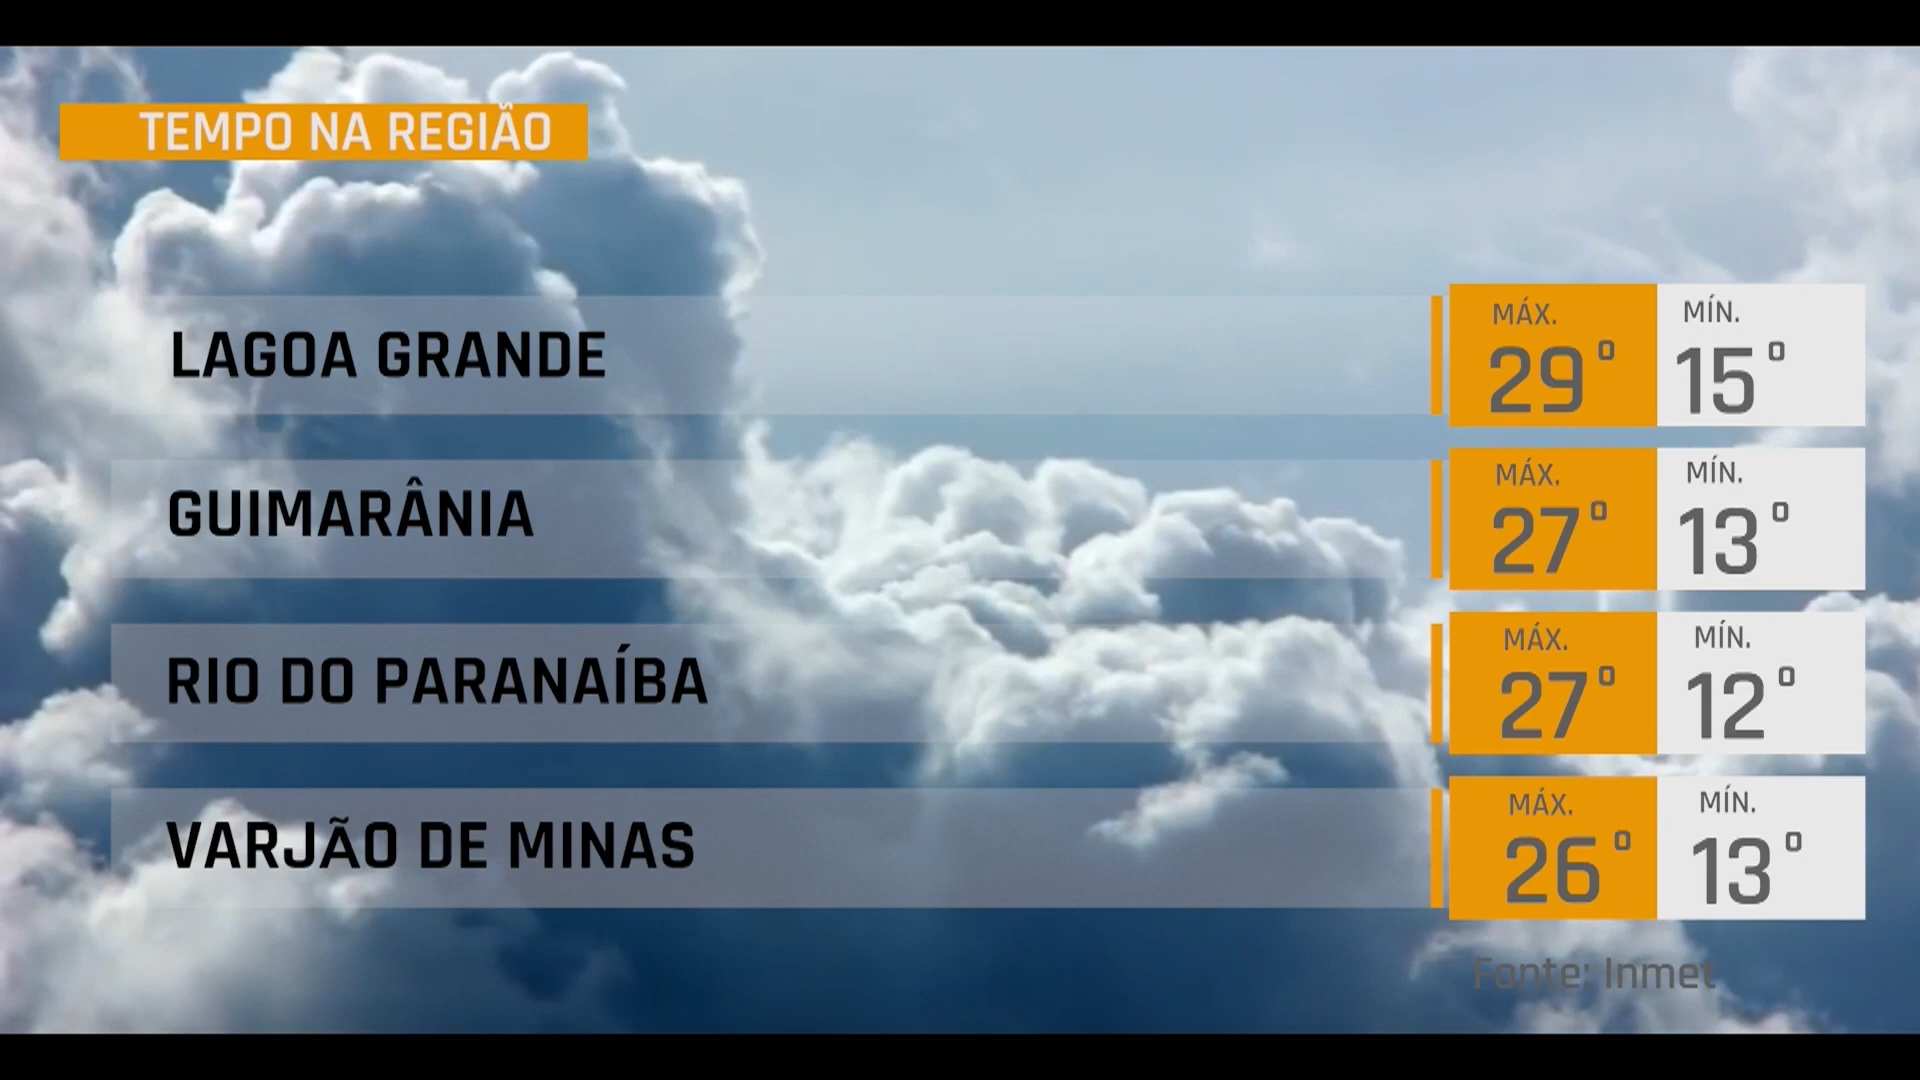 TEMPO NA REGIÃO
LAGOA GRANDE
MÁX.
29°
MÍN.
15°
GUIMARÂNIA
MÁX.
27°
MÍN.
13°
RIO DO PARANAÍBA
MÁX.
27°
MÍN.
12°
VARJÃO DE MINAS
MÁX.
26°
MÍN.
13°
Fonte: Inmet